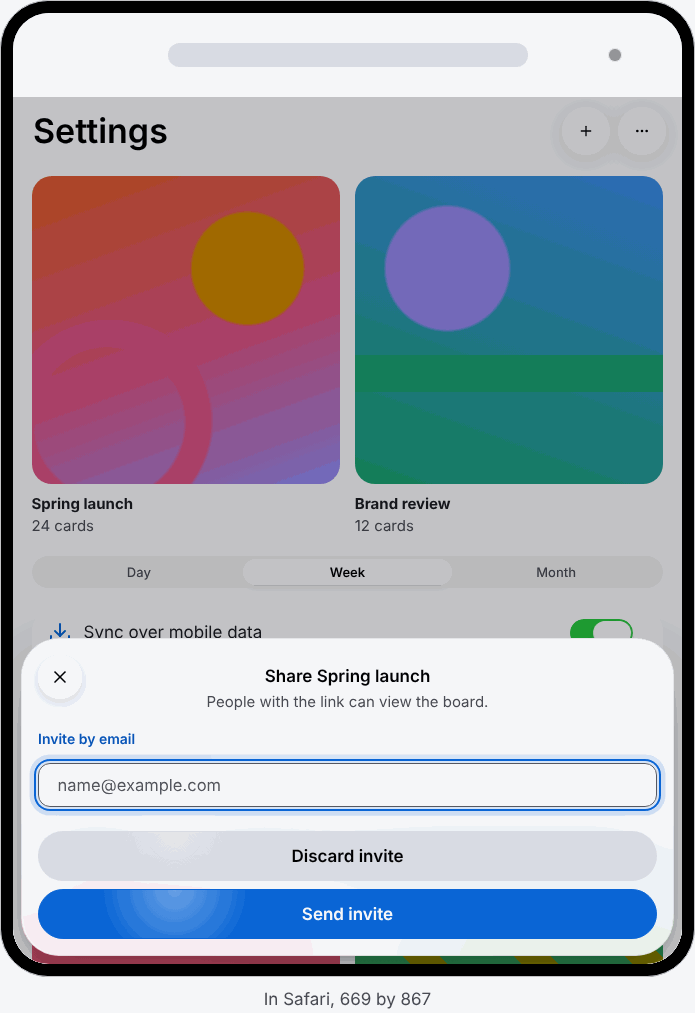 Settings
Spring launch
24 cards
Brand review
12 cards
Day
Week
Month
Sync over mobile data
Share Spring launch
People with the link can view the board.
Invite by email
name@example.com
Discard invite
Send invite
In Safari, 669 by 867